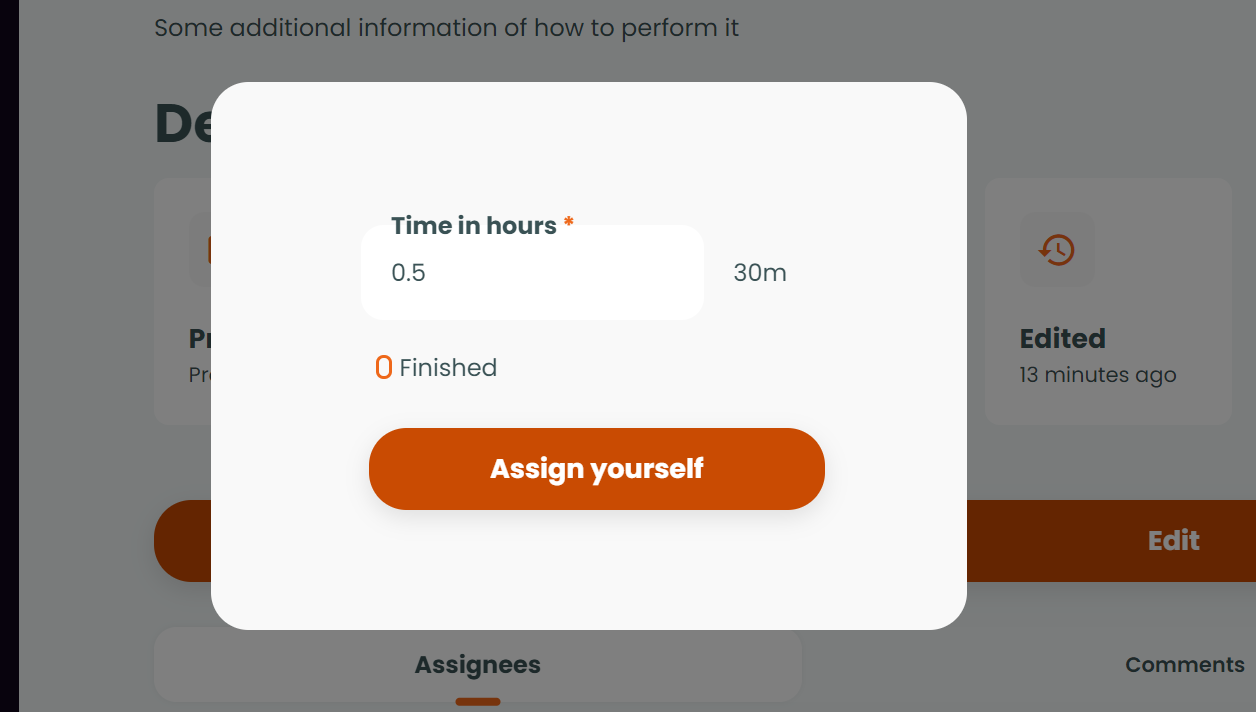 Some additional information of how to perform it
De
Time in hours *
0.5
30m
Finished
Pr
Pr
Edited
13 minutes ago
Assign yourself
Edit
Assignees
Comments